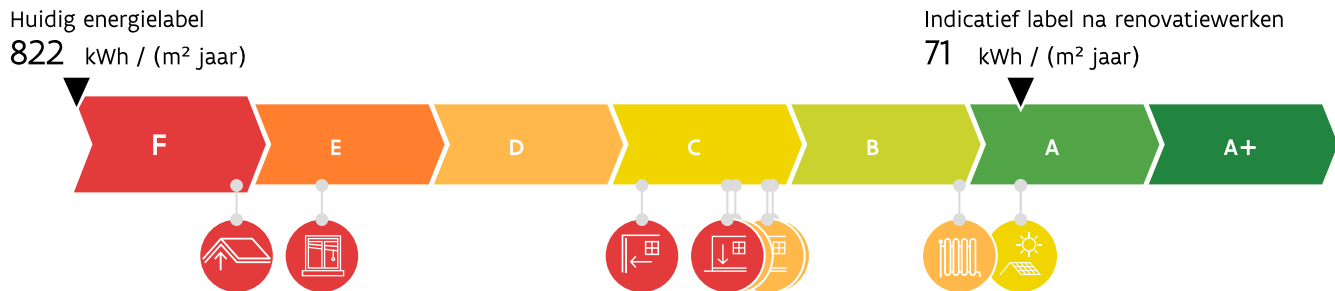 Huidig energielabel
822 kWh / (m² jaar)
Indicatief label na renovatiewerken
71 kWh / (m² jaar)
F E D C B A A+